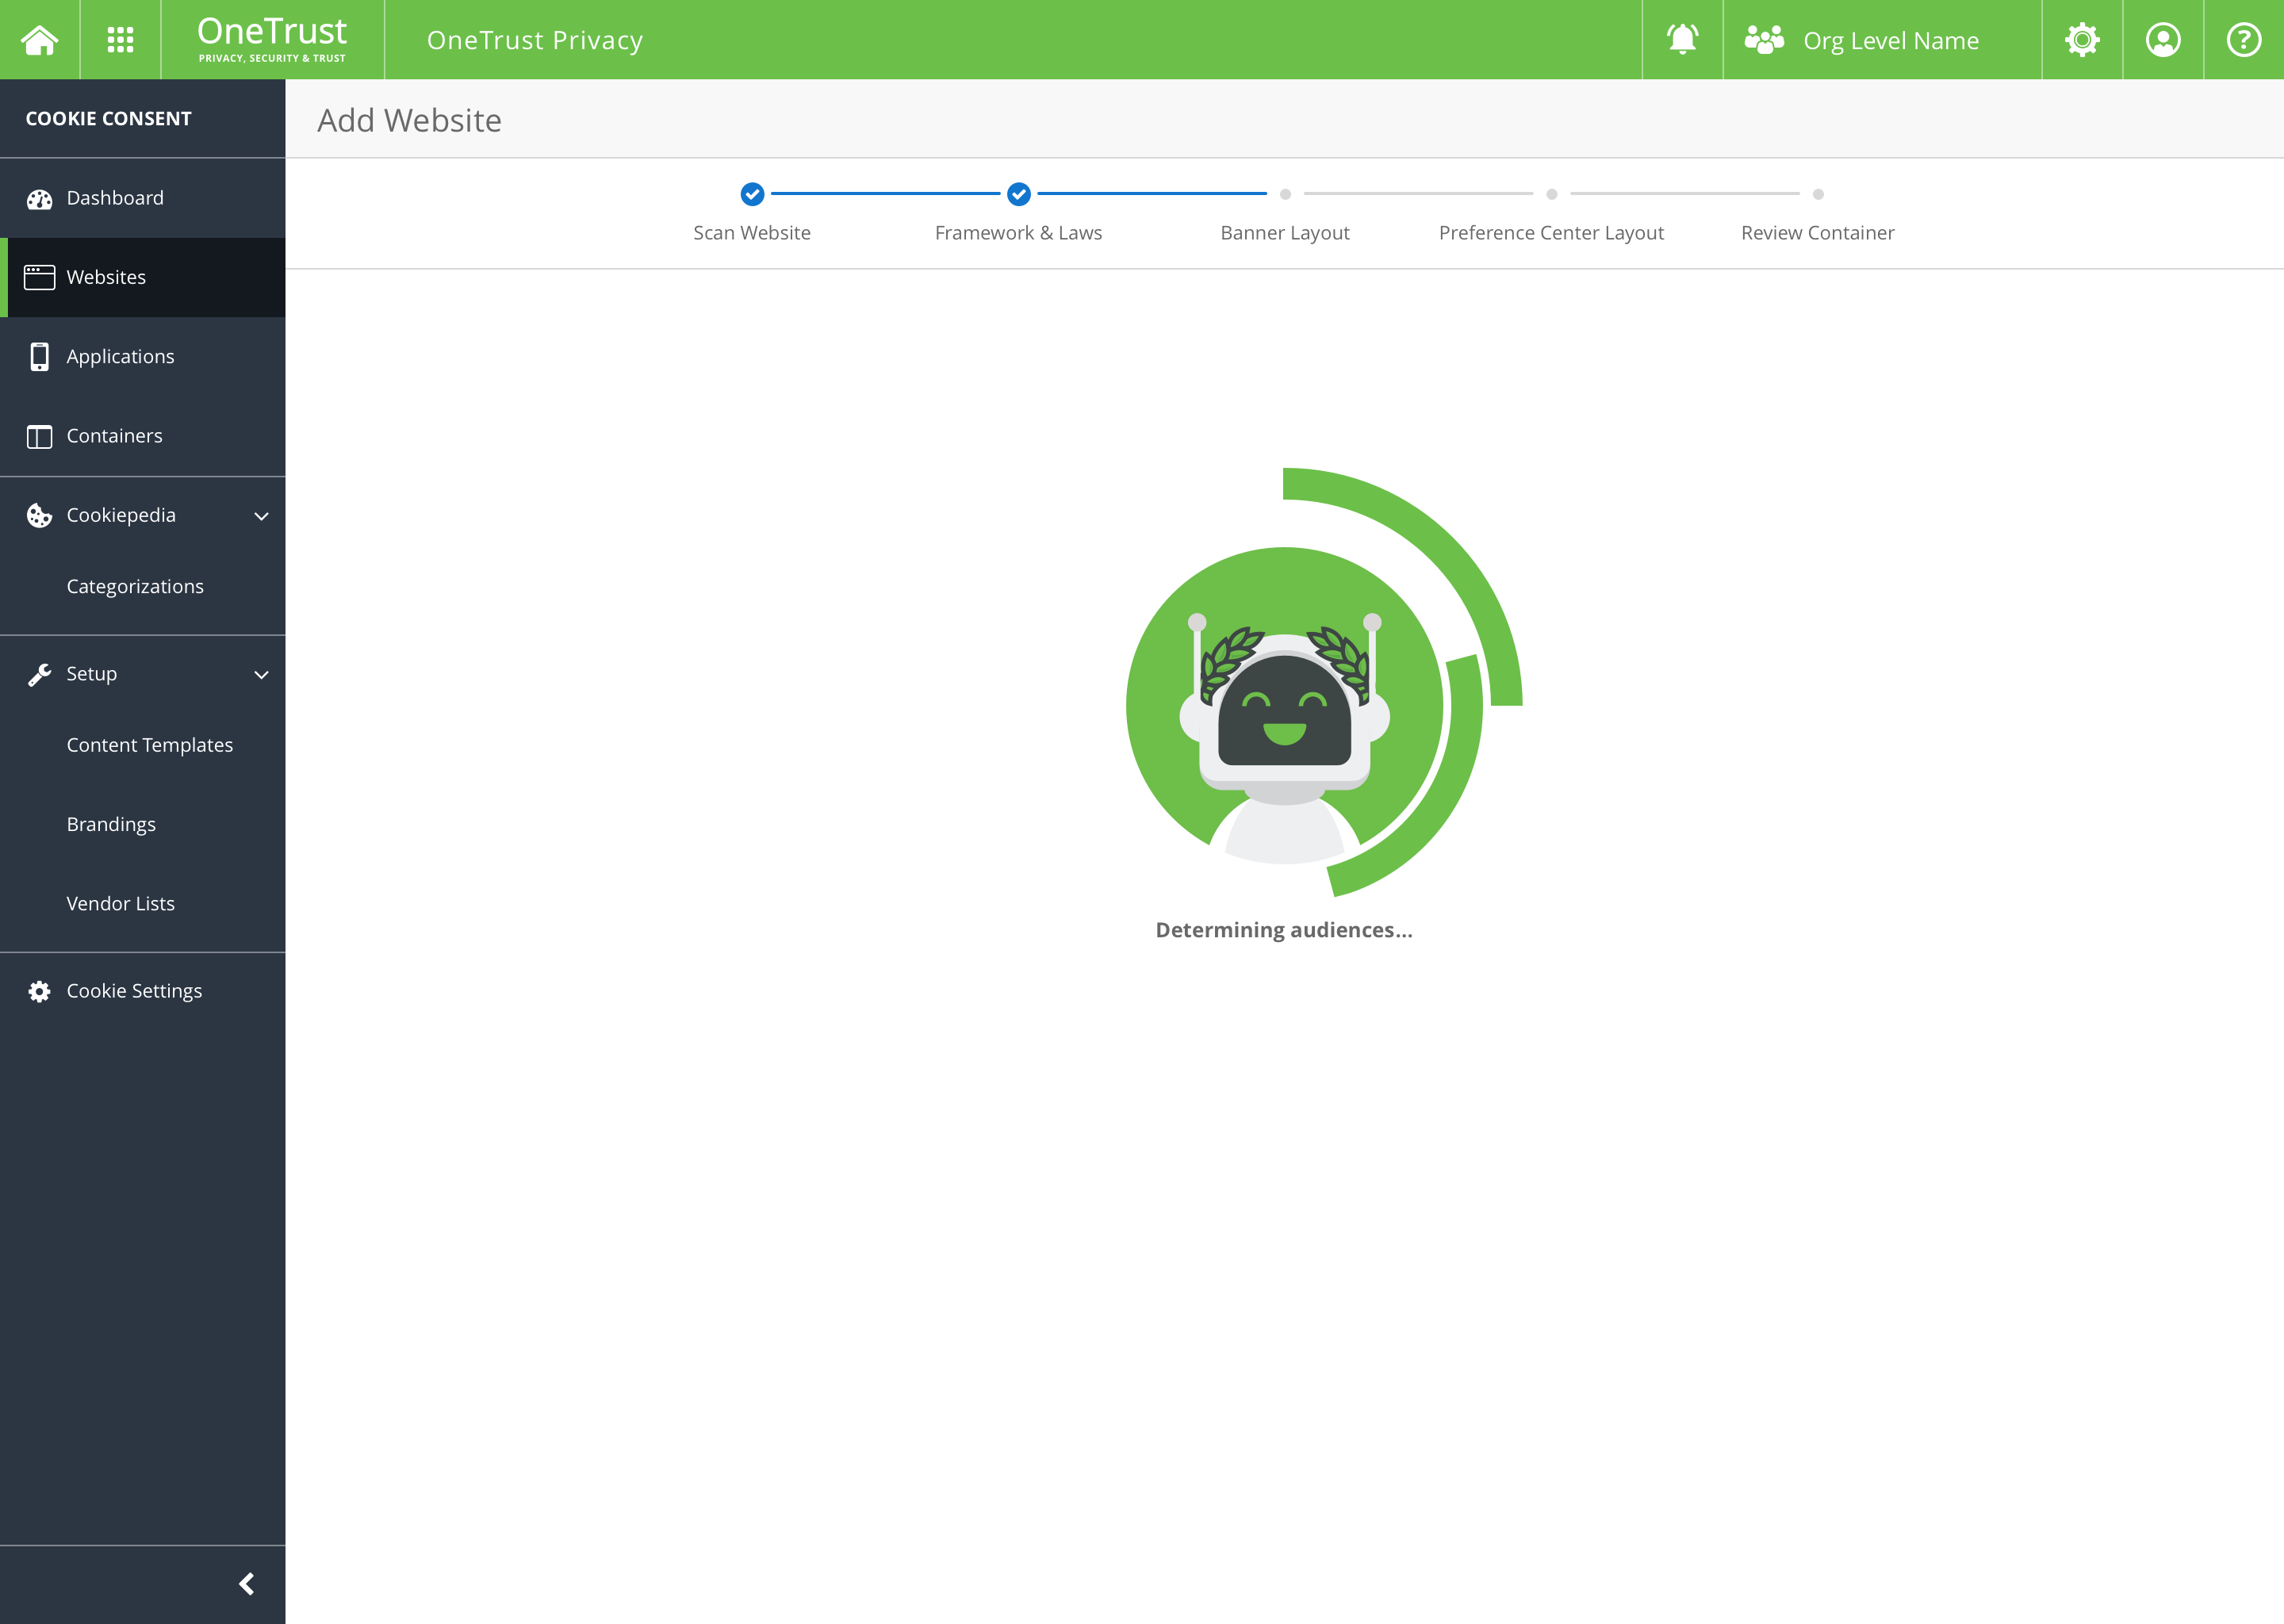 OneTrust
PRIVACY, SECURITY & TRUST
OneTrust Privacy
Org Level Name
?
COOKIE CONSENT
Dashboard
Websites
Applications
Containers
Cookiepedia
Categorizations
Setup
Content Templates
Brandings
Vendor Lists
Cookie Settings
Add Website
Scan Website
Framework & Laws
Banner Layout
Preference Center Layout
Review Container
Determining audiences...